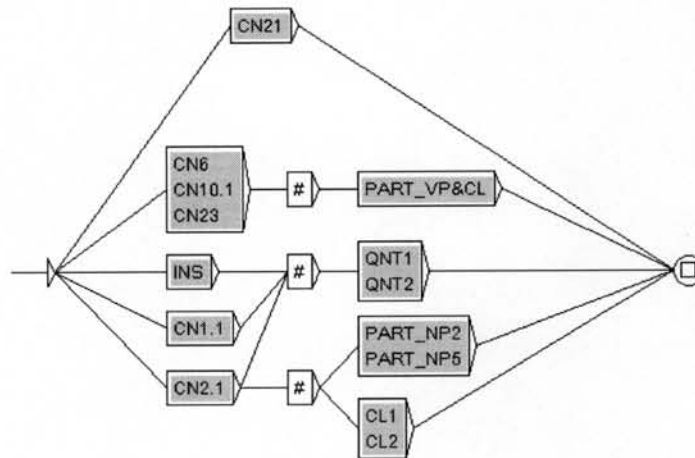 CN21
CN6
CN10.1
CN23
#
PART_VP&CL
INS
#
QNT1
QNT2
CN1.1
PART_NP2
PART_NP5
CN2.1
#
CL1
CL2